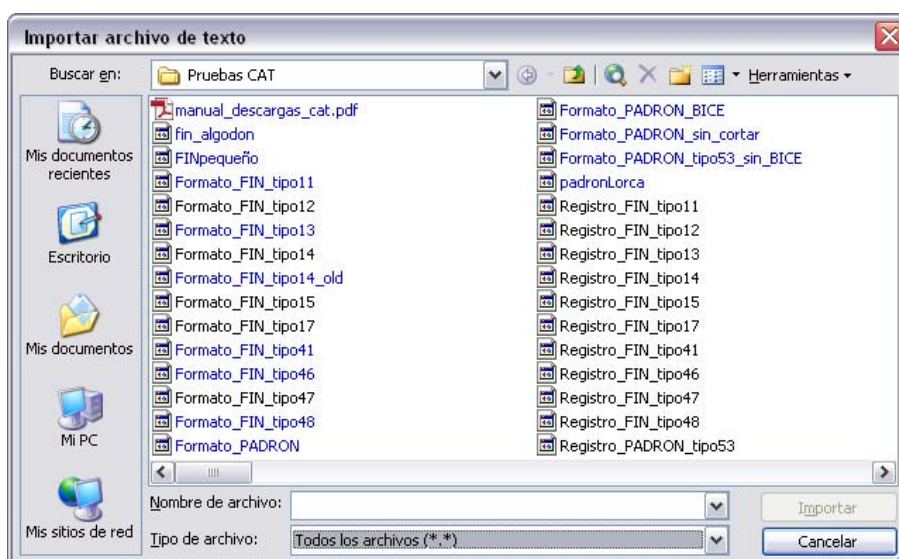 Importar archivo de texto
Buscar en: Pruebas CAT Herramientas
Mis documentos recientes
Escritorio
Mis documentos
Mi PC
Mis sitios de red
manual_descargas_cat.pdf
fin_algodon
FINpequeño
Formato_FIN_tipo11
Formato_FIN_tipo12
Formato_FIN_tipo13
Formato_FIN_tipo14
Formato_FIN_tipo14_old
Formato_FIN_tipo15
Formato_FIN_tipo17
Formato_FIN_tipo41
Formato_FIN_tipo46
Formato_FIN_tipo47
Formato_FIN_tipo48
Formato_PADRON
Formato_PADRON_BICE
Formato_PADRON_sin_cortar
Formato_PADRON_tipo53_sin_BICE
padronLorca
Registro_FIN_tipo11
Registro_FIN_tipo12
Registro_FIN_tipo13
Registro_FIN_tipo14
Registro_FIN_tipo15
Registro_FIN_tipo17
Registro_FIN_tipo41
Registro_FIN_tipo46
Registro_FIN_tipo47
Registro_FIN_tipo48
Registro_PADRON_tipo53
Nombre de archivo:
Importar
Tipo de archivo: Todos los archivos (*.*)
Cancelar